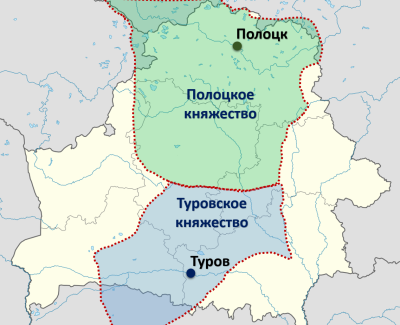 Полоцк
Полоцкое
княжество
Туровское
княжество
Туров